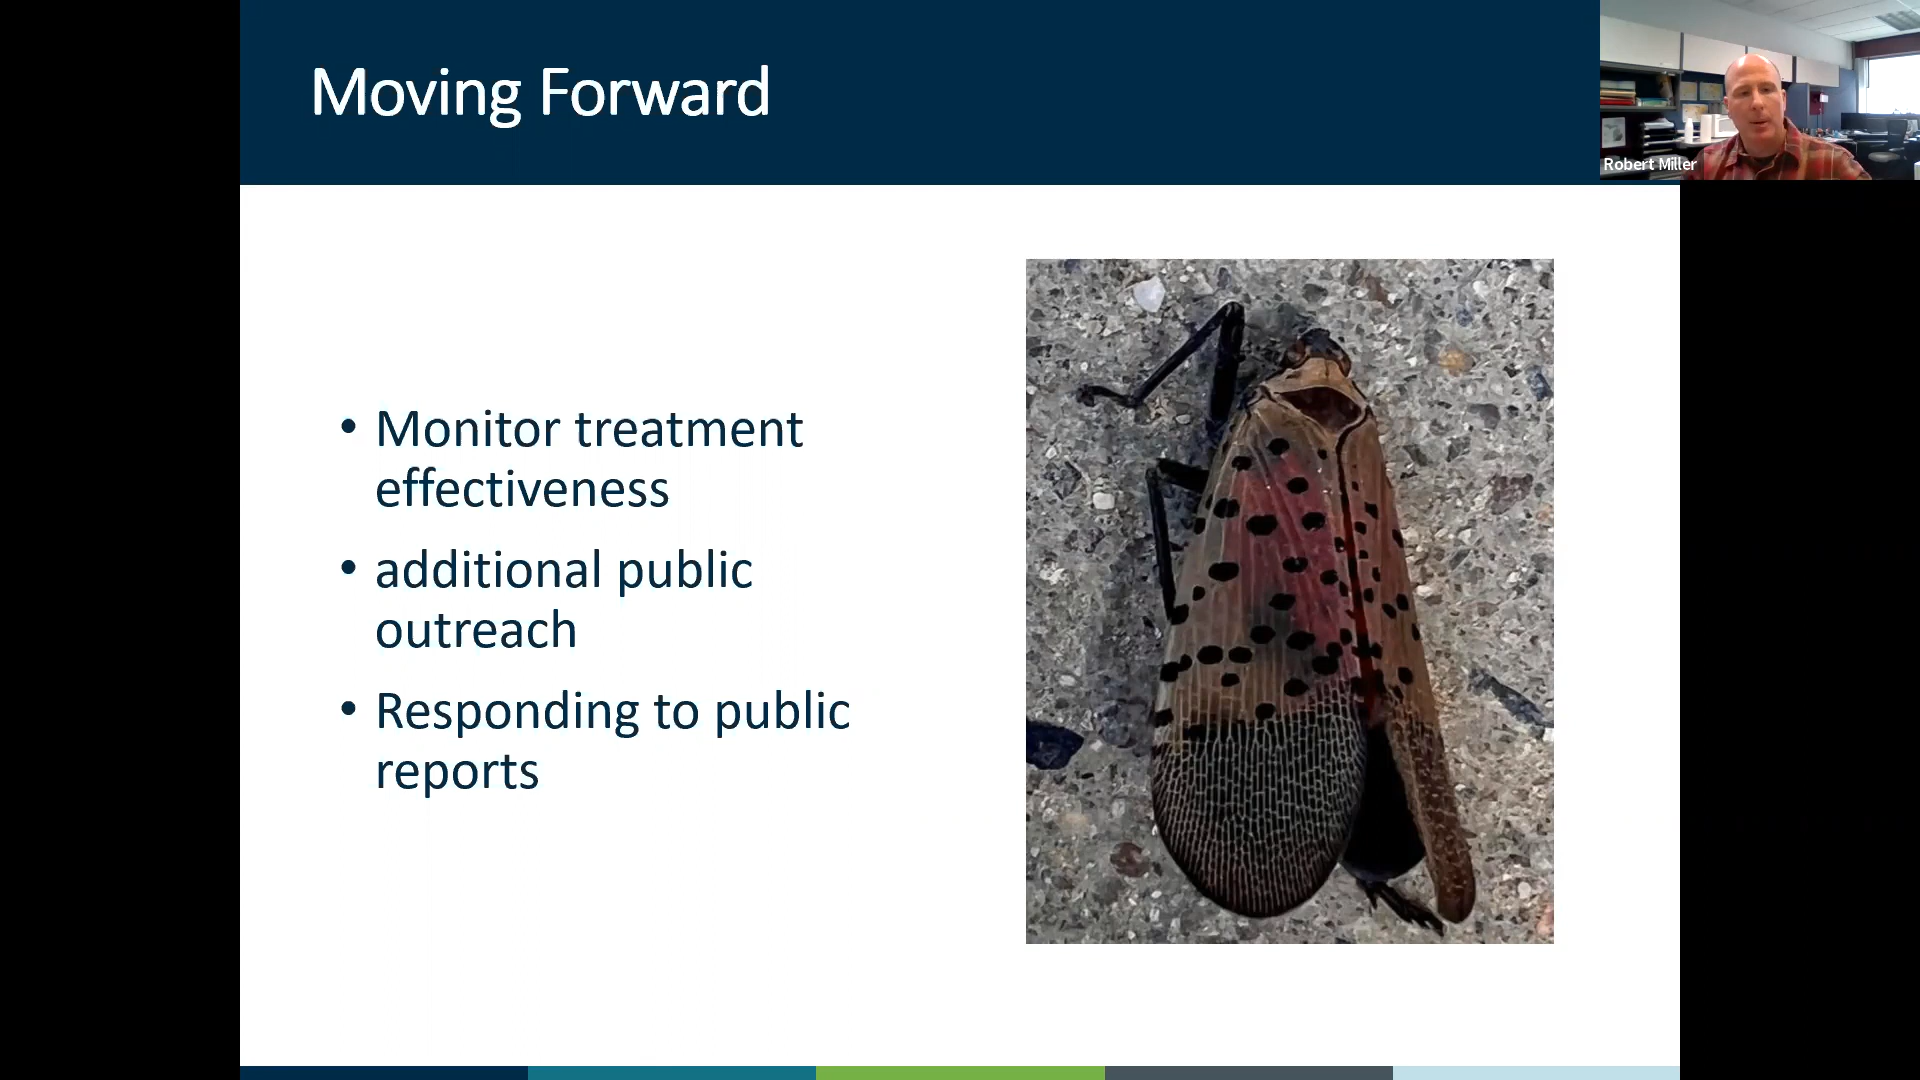 Moving Forward
Robert Miller
• Monitor treatment
effectiveness
• additional public
outreach
• Responding to public
reports